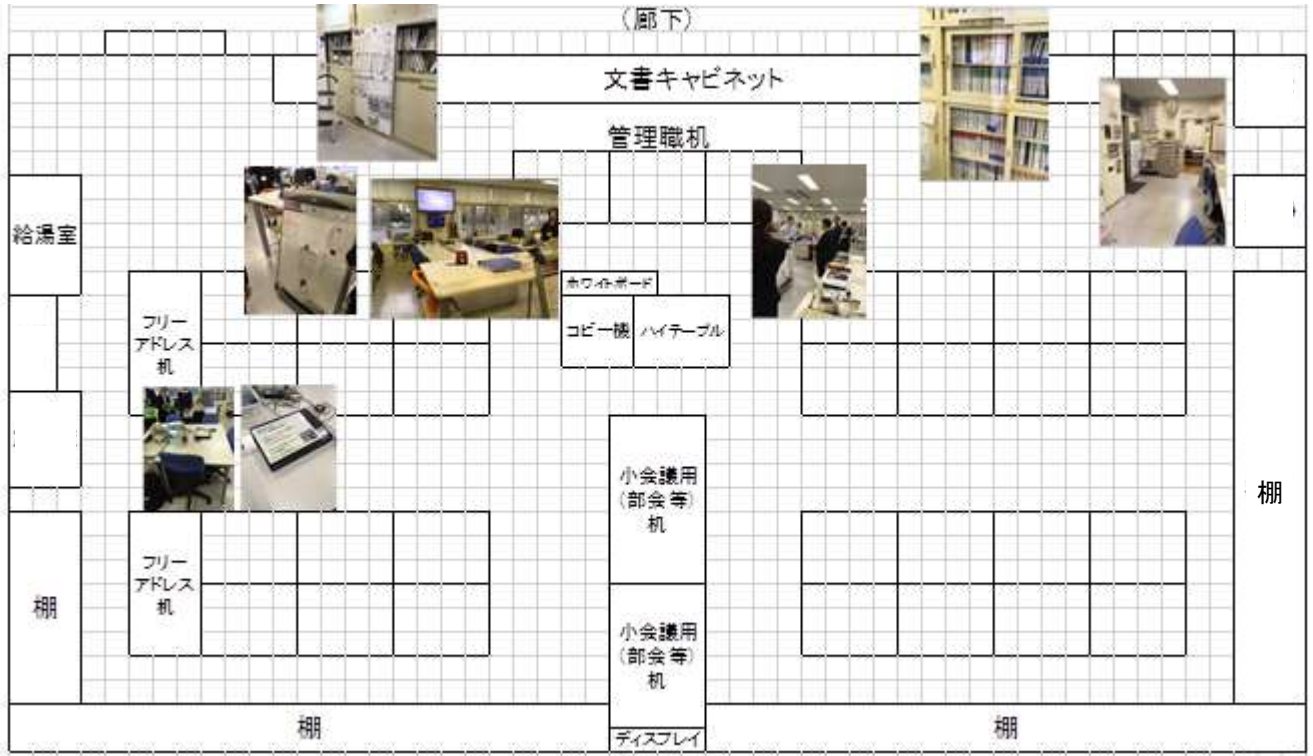 (廊下)
文書キャビネット
管理職机
給湯室
ホワイトボード
フリー
アドレス
机
コピー機
ハイテーブル
小会議用
(部会等)
机
棚
フリー
アドレス
机
棚
小会議用
(部会等)
机
棚
棚
ディスプレイ